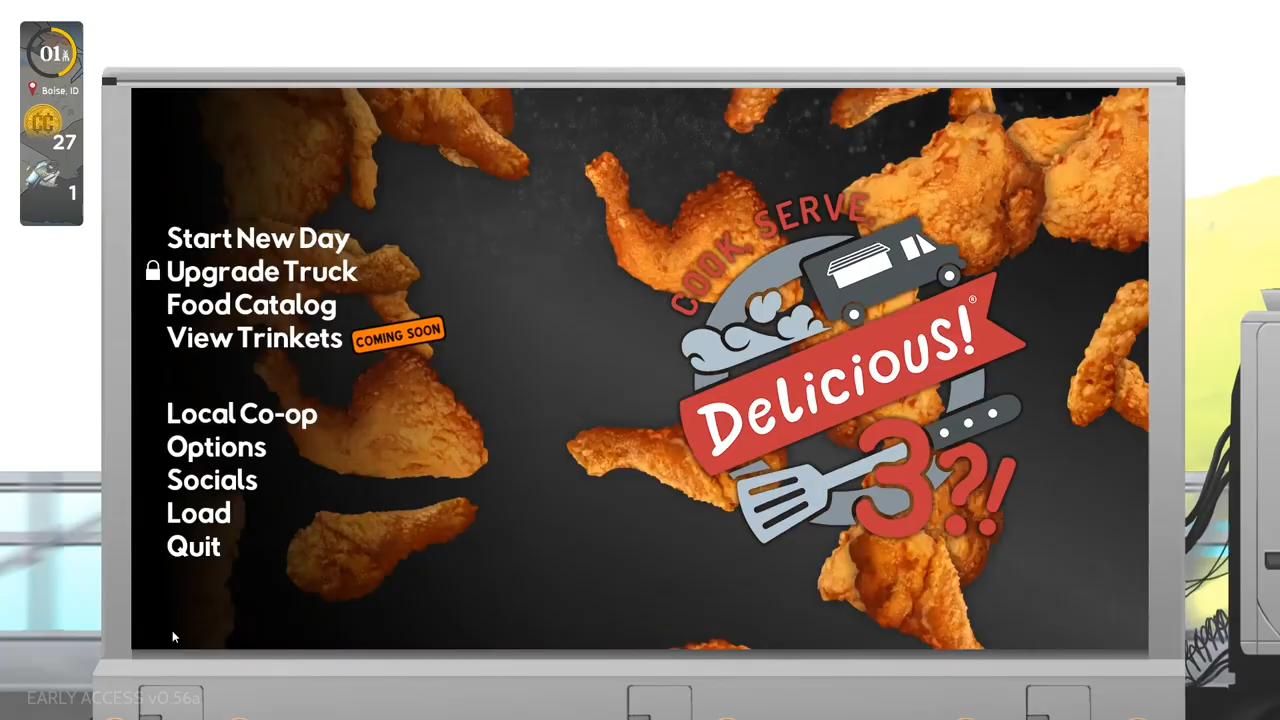 01
Boise, ID
CC
27
1
Start New Day
Upgrade Truck
Food Catalog
View Trinkets
COMING SOON
Local Co-op
Options
Socials
Load
Quit
COOK, SERVE,
Delicious!®
3?!
EARLY ACCESS v0.56a